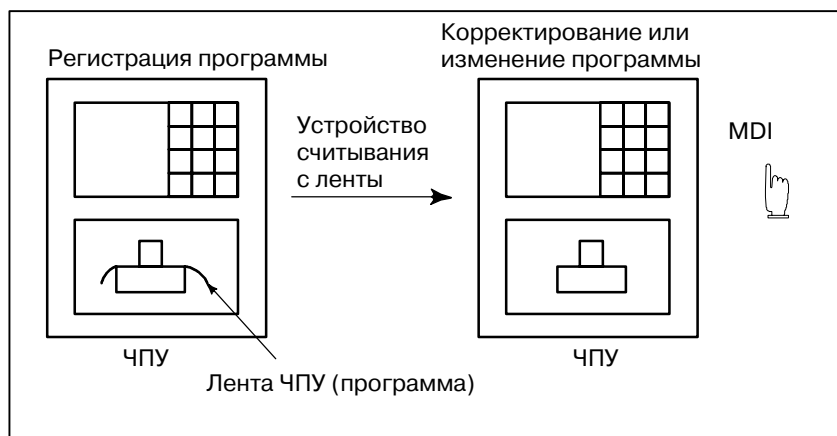 Регистрация программы
Корректирование или
изменение программы
Устройство
считывания
с ленты
MDI
ЧПУ
ЧПУ
Лента ЧПУ (программа)